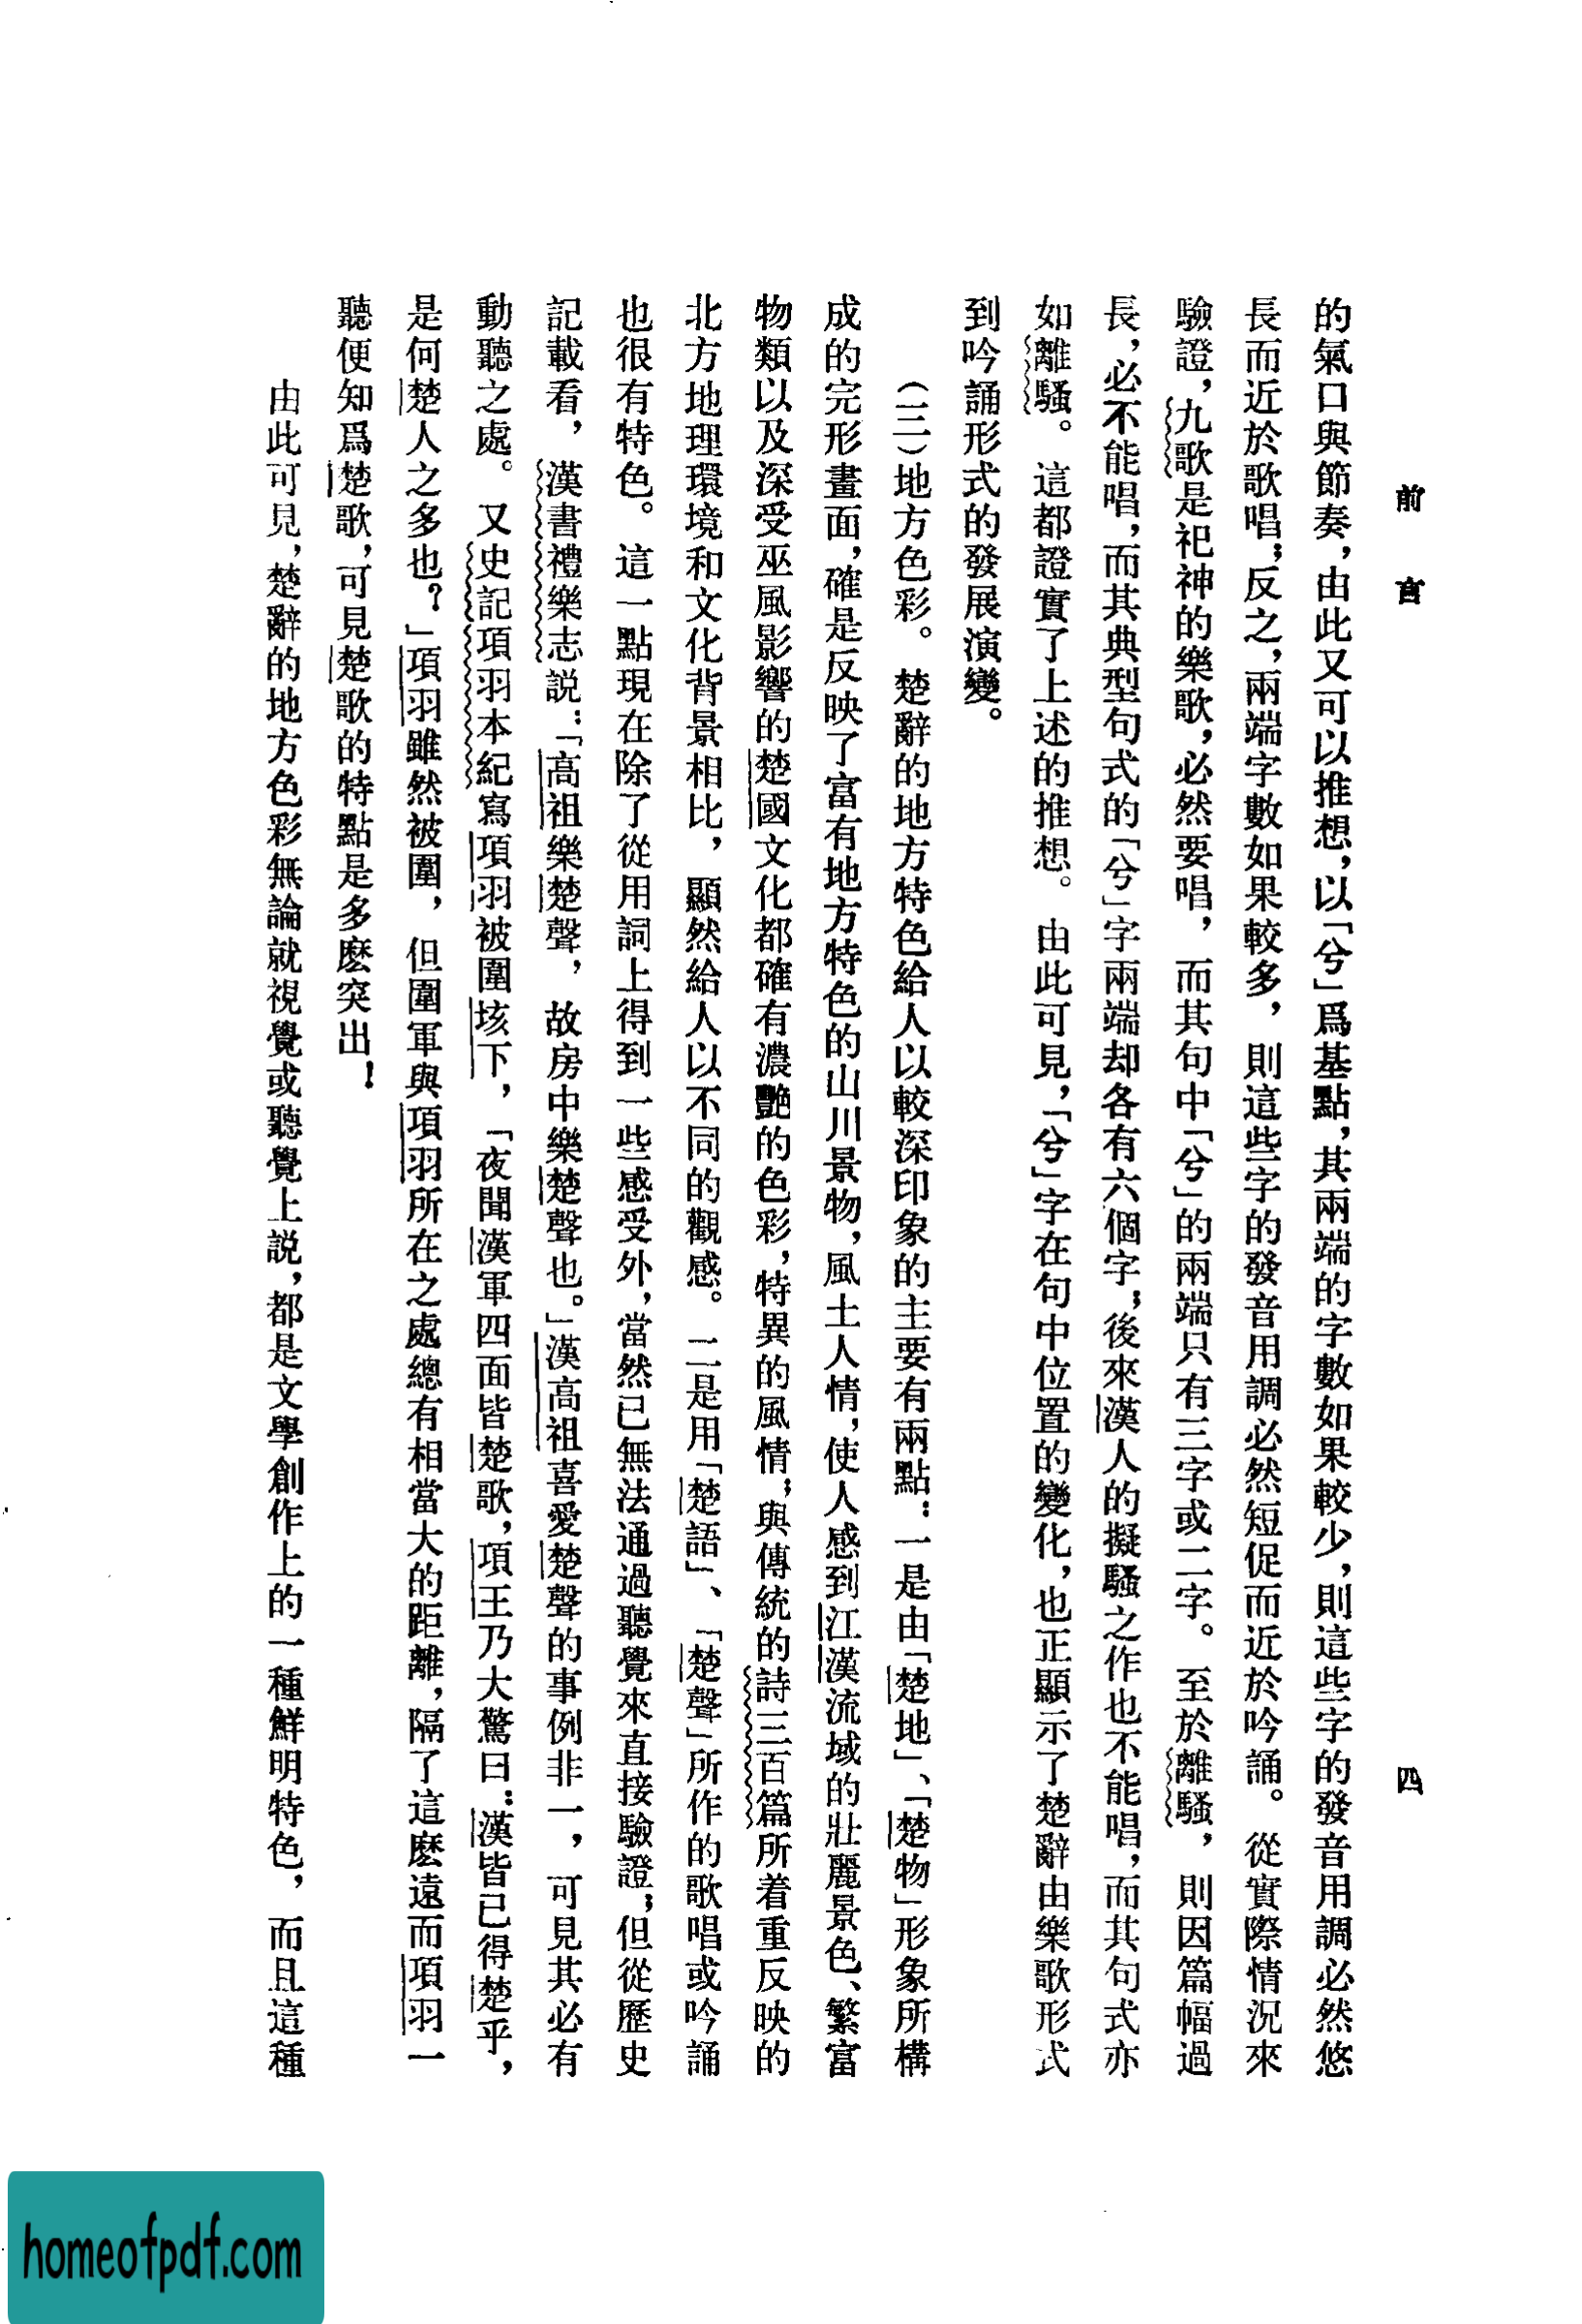 前言
四
的氣口與節奏，由此又可以推想，以「兮」爲基點，其兩端的字數如果較少，則這些字的發音用調必然悠
長而近於歌唱；反之，兩端字數如果較多，則這些字的發音用調必然短促而近於吟誦。從實際情況來
驗證，九歌是祀神的樂歌，必然要唱，而其句中「兮」的兩端只有三字或二字。至於離騷，則因篇幅過
長，必不能唱，而其典型句式的「兮」字兩端却各有六個字；後來漢人的擬騷之作也不能唱，而其句式亦
如離騷。這都證實了上述的推想。由此可見，「兮」字在句中位置的變化，也正顯示了楚辭由樂歌形式
到吟誦形式的發展演變。
（三）地方色彩。楚辭的地方特色給人以較深印象的主要有兩點：一是由「楚地」、「楚物」形象所構
成的完形畫面，確是反映了富有地方特色的山川景物，風土人情，使人感到江漢流域的壯麗景色、繁富
物類以及深受巫風影響的楚國文化都確有濃艷的色彩，特異的風情；與傳統的詩三百篇所着重反映的
北方地理環境和文化背景相比，顯然給人以不同的觀感。二是用「楚語」、「楚聲」所作的歌唱或吟誦
也很有特色。這一點現在除了從用詞上得到一些感受外，當然已無法通過聽覺來直接驗證；但從歷史
記載看，漢書禮樂志説：「高祖樂楚聲，故房中樂楚聲也。」漢高祖喜愛楚聲的事例非一，可見其必有
動聽之處。又史記項羽本紀寫項羽被圍垓下，「夜聞漢軍四面皆楚歌，項王乃大驚曰：漢皆已得楚乎，
是何楚人之多也？」項羽雖然被圍，但圍軍與項羽所在之處總有相當大的距離，隔了這麽遠而項羽一
聽便知爲楚歌，可見楚歌的特點是多麽突出！
由此可見，楚辭的地方色彩無論就視覺或聽覺上説，都是文學創作上的一種鮮明特色，而且這種
homeofpdf.com